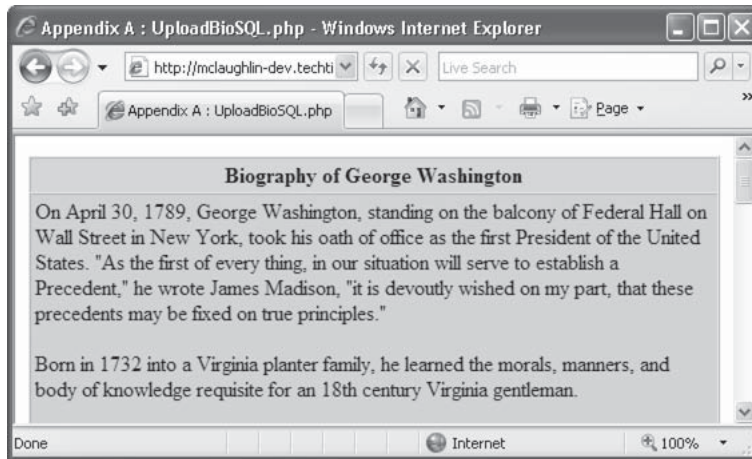 Appendix A : UploadBioSQL.php - Windows Internet Explorer
http://mclaughlin-dev.techti
Live Search
Appendix A : UploadBioSQL.php
Page
Biography of George Washington
On April 30, 1789, George Washington, standing on the balcony of Federal Hall on
Wall Street in New York, took his oath of office as the first President of the United
States. "As the first of every thing, in our situation will serve to establish a
Precedent," he wrote James Madison, "it is devoutly wished on my part, that these
precedents may be fixed on true principles."
Born in 1732 into a Virginia planter family, he learned the morals, manners, and
body of knowledge requisite for an 18th century Virginia gentleman.
Done
Internet
100%